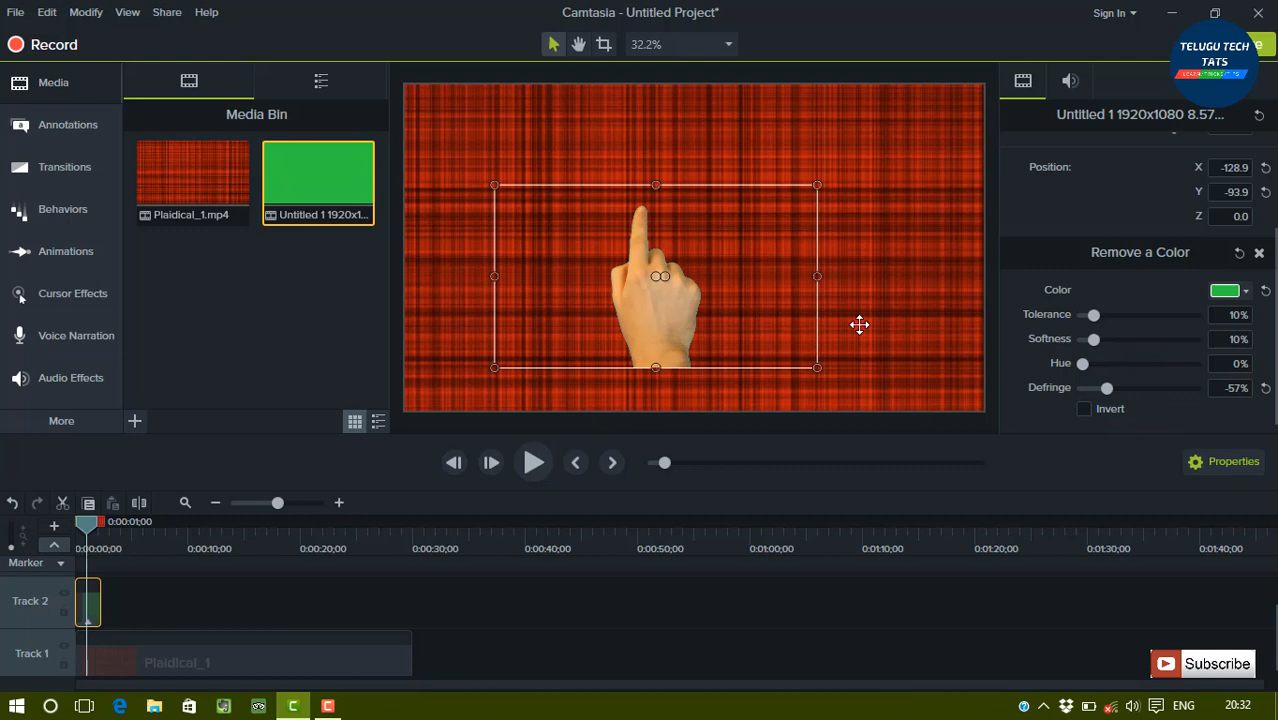 File Edit Modify View Share Help
Camtasia - Untitled Project*
Sign In
Record
32.2%
TELUGU TECH
TATS
Media
Annotations
Transitions
Behaviors
Animations
Cursor Effects
Voice Narration
Audio Effects
More
Media Bin
Plaidical_1.mp4
Untitled 1 1920x1...
Untitled 1 1920x1080 8.57...
Position: X -128.9
Y -93.9
Z 0.0
Remove a Color
Color
Tolerance 10%
Softness 10%
Hue 0%
Defringe -57%
Invert
Properties
0:00:01;00
0:00:00;00 0:00:10;00 0:00:20;00 0:00:30;00 0:00:40;00 0:00:50;00 0:01:00;00 0:01:10;00 0:01:20;00 0:01:30;00 0:01:40;00
Marker
Track 2
Track 1
Plaidical_1
Subscribe
ENG 20:32